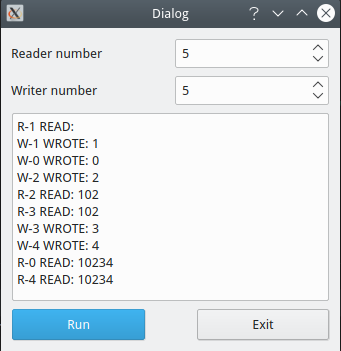 Dialog
Reader number 5
Writer number 5
R-1 READ:
W-1 WROTE: 1
W-0 WROTE: 0
W-2 WROTE: 2
R-2 READ: 102
R-3 READ: 102
W-3 WROTE: 3
W-4 WROTE: 4
R-0 READ: 10234
R-4 READ: 10234
Run Exit